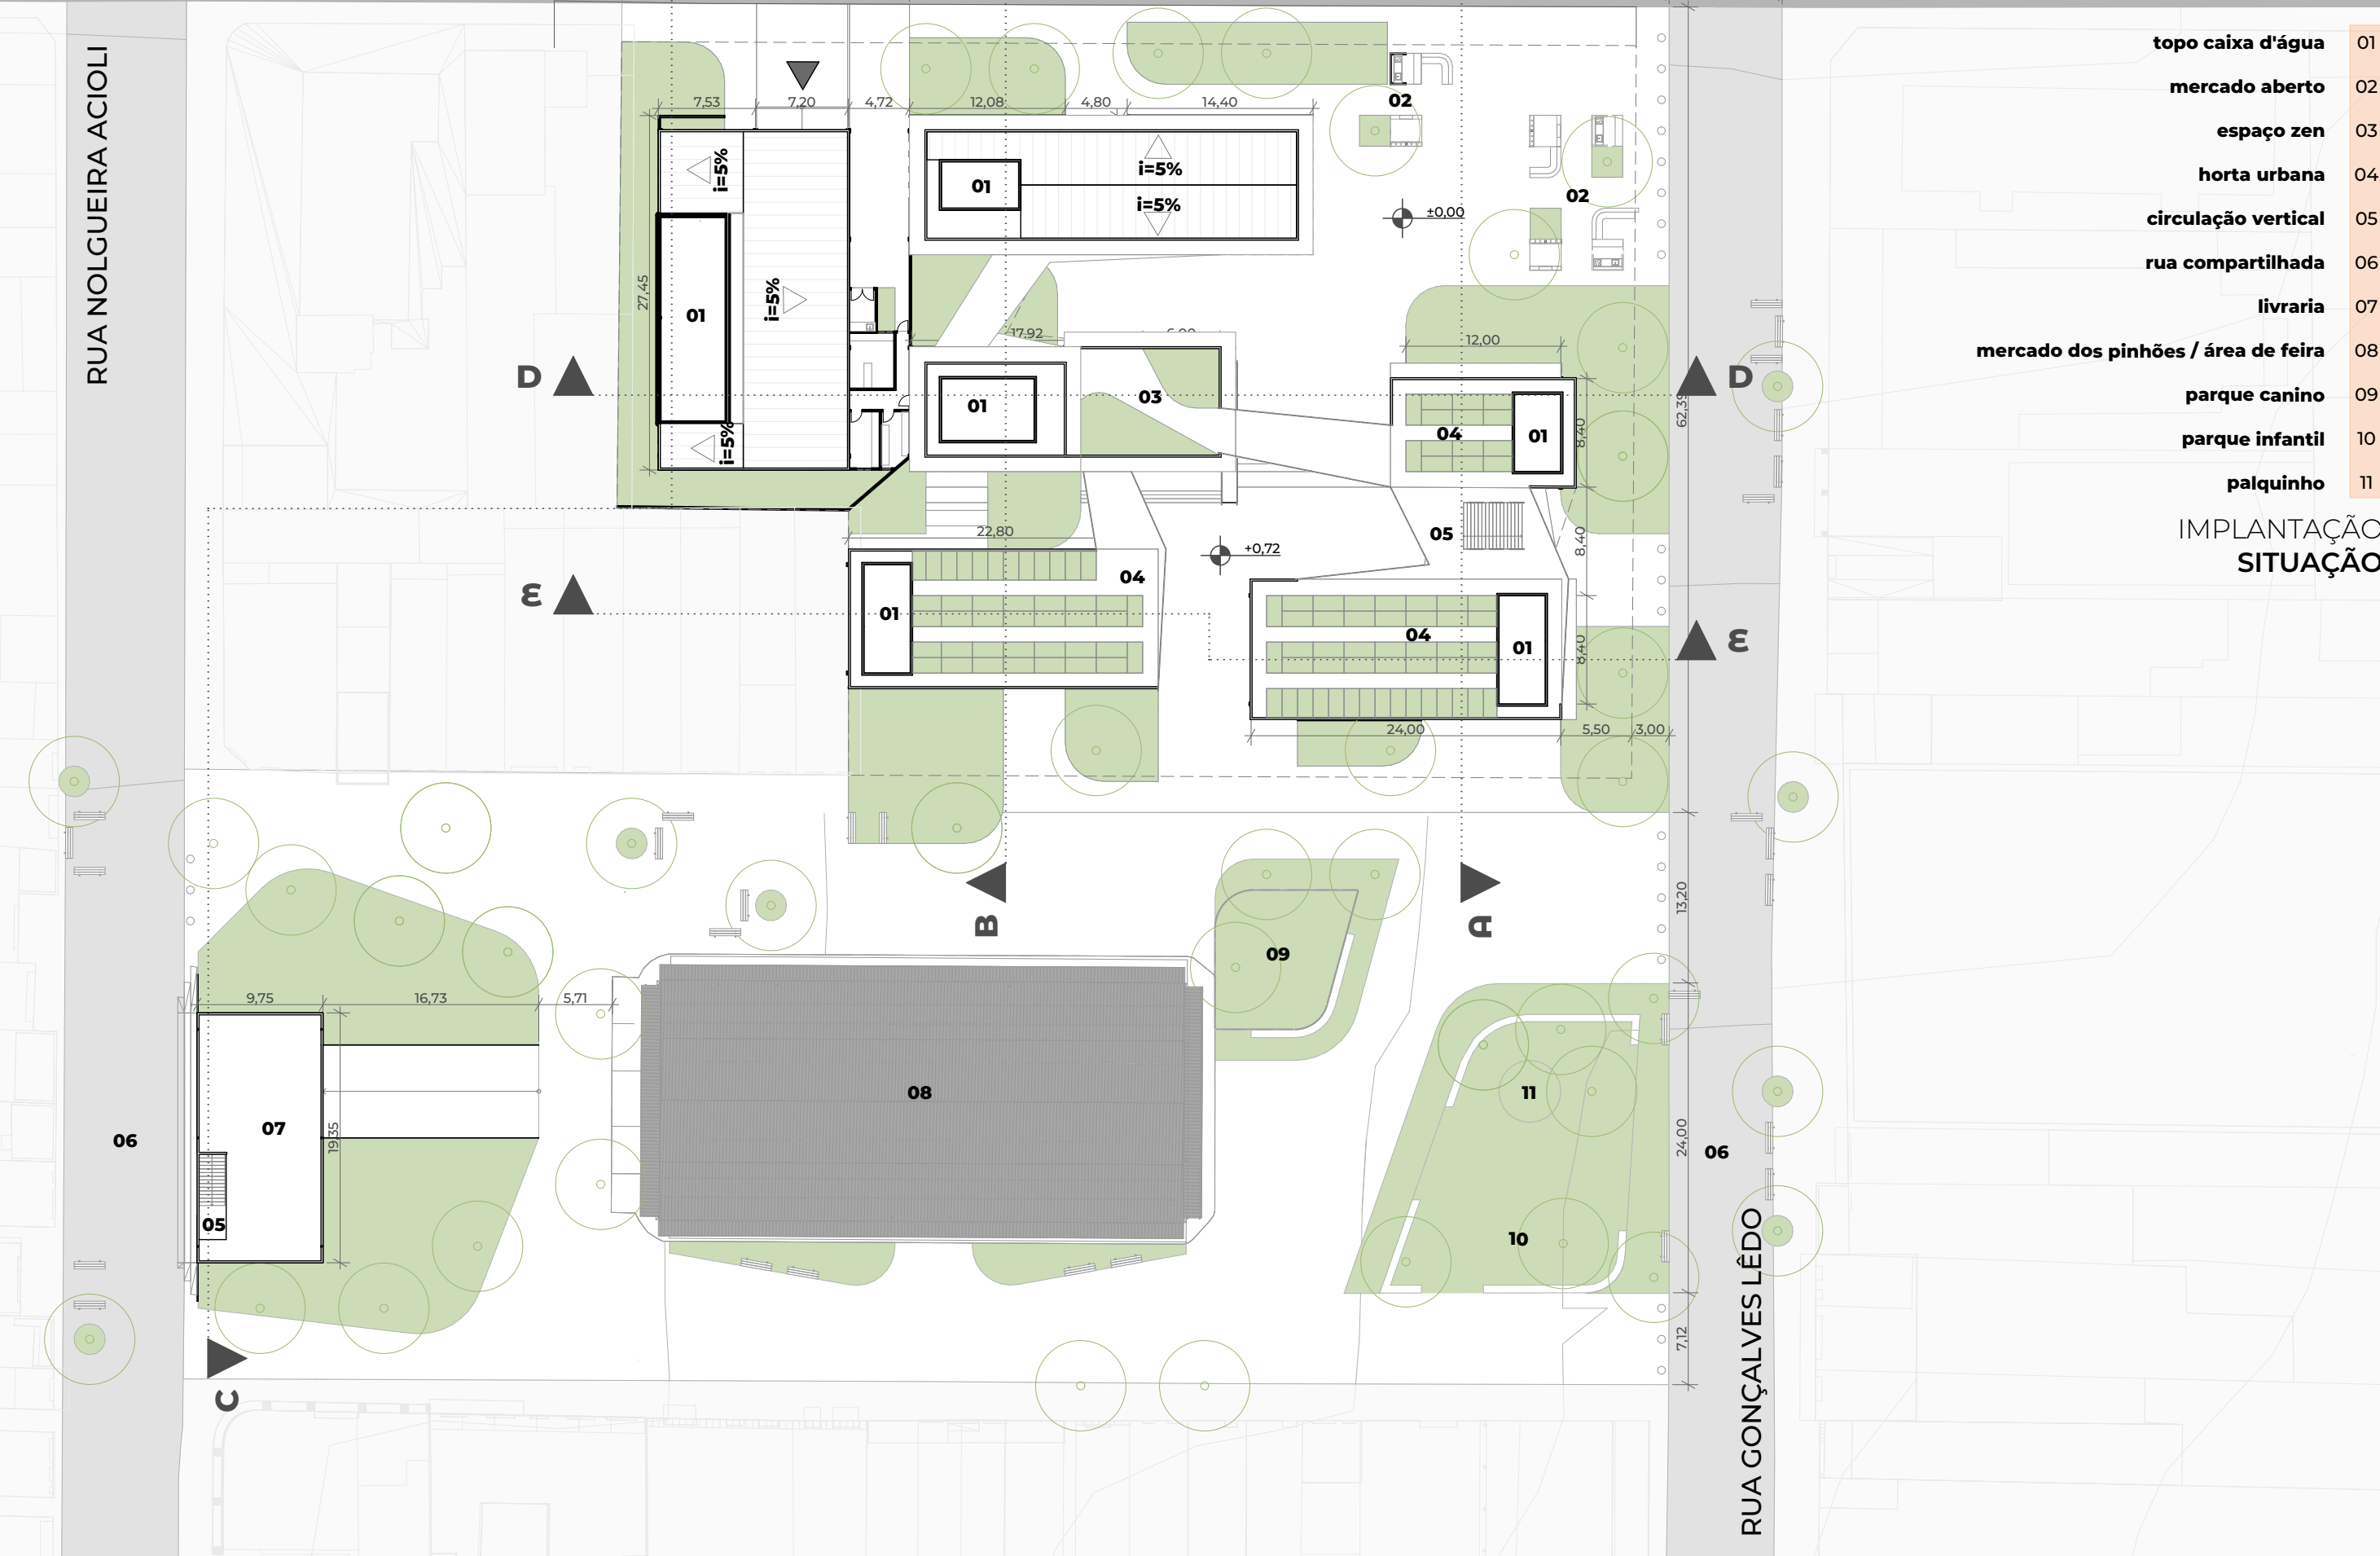 RUA NOLGUEIRA ACIOLI
topo caixa d'água 01
mercado aberto 02
espaço zen 03
horta urbana 04
circulação vertical 05
rua compartilhada 06
livraria 07
mercado dos pinhões / área de feira 08
parque canino 09
parque infantil 10
palquinho 11
IMPLANTAÇÃO
SITUAÇÃO
7,53 7,20 4,72 12,08 4,80 14,40
02
i=5%
01
i=5%
i=5%
02
±0,00
27,45
01
i=5%
17,92 6,00
12,00
D
01
03
04
01
8,40
62,39
D
i=5%
22,80
+0,72
05
8,40
E
01
04
04
01
8,40
E
24,00 5,50 3,00
B
A
13,20
09
9,75 16,73 5,71
08
11
06
07
19,35
24,00
06
05
10
7,12
C
RUA GONÇALVES LÊDO